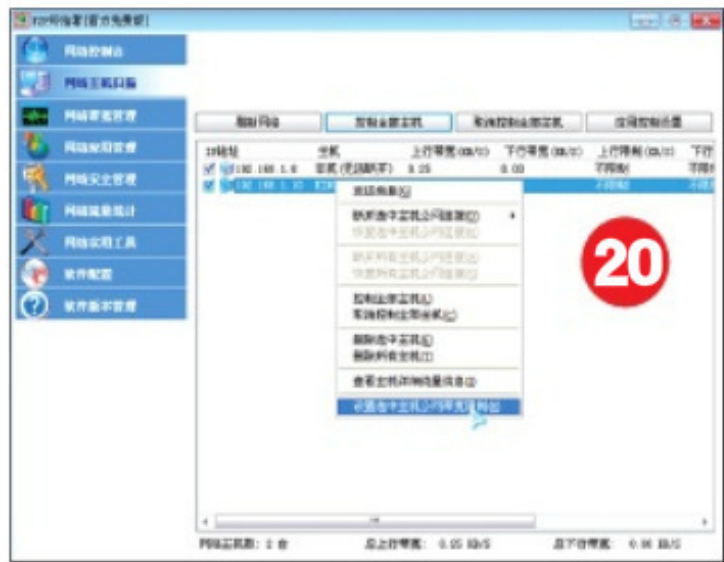 P2P终结者[官方免费版]
网络控制台
网络主机扫描
网络带宽管理
网络应用管理
网络安全管理
网络流量统计
网络实用工具
软件配置
软件版本管理
刷新网络 控制全部主机 取消控制全部主机 应用控制设置
IP地址 主机 上行带宽(KB/S) 下行带宽(KB/S) 上行限制(KB/S) 下行
192.168.1.8 本机 0.25 0.00 不限制 不限制
192.168.1.10 不限制
发送消息
断开选中主机公网连接
恢复选中主机公网连接
断开所有主机公网连接
恢复所有主机公网连接
控制全部主机
取消控制全部主机
删除选中主机
删除所有主机
查看主机详细流量信息
设置选中主机公网带宽限制
20
网络主机数: 2 台 总上行带宽: 0.25 KB/S 总下行带宽: 0.06 KB/S